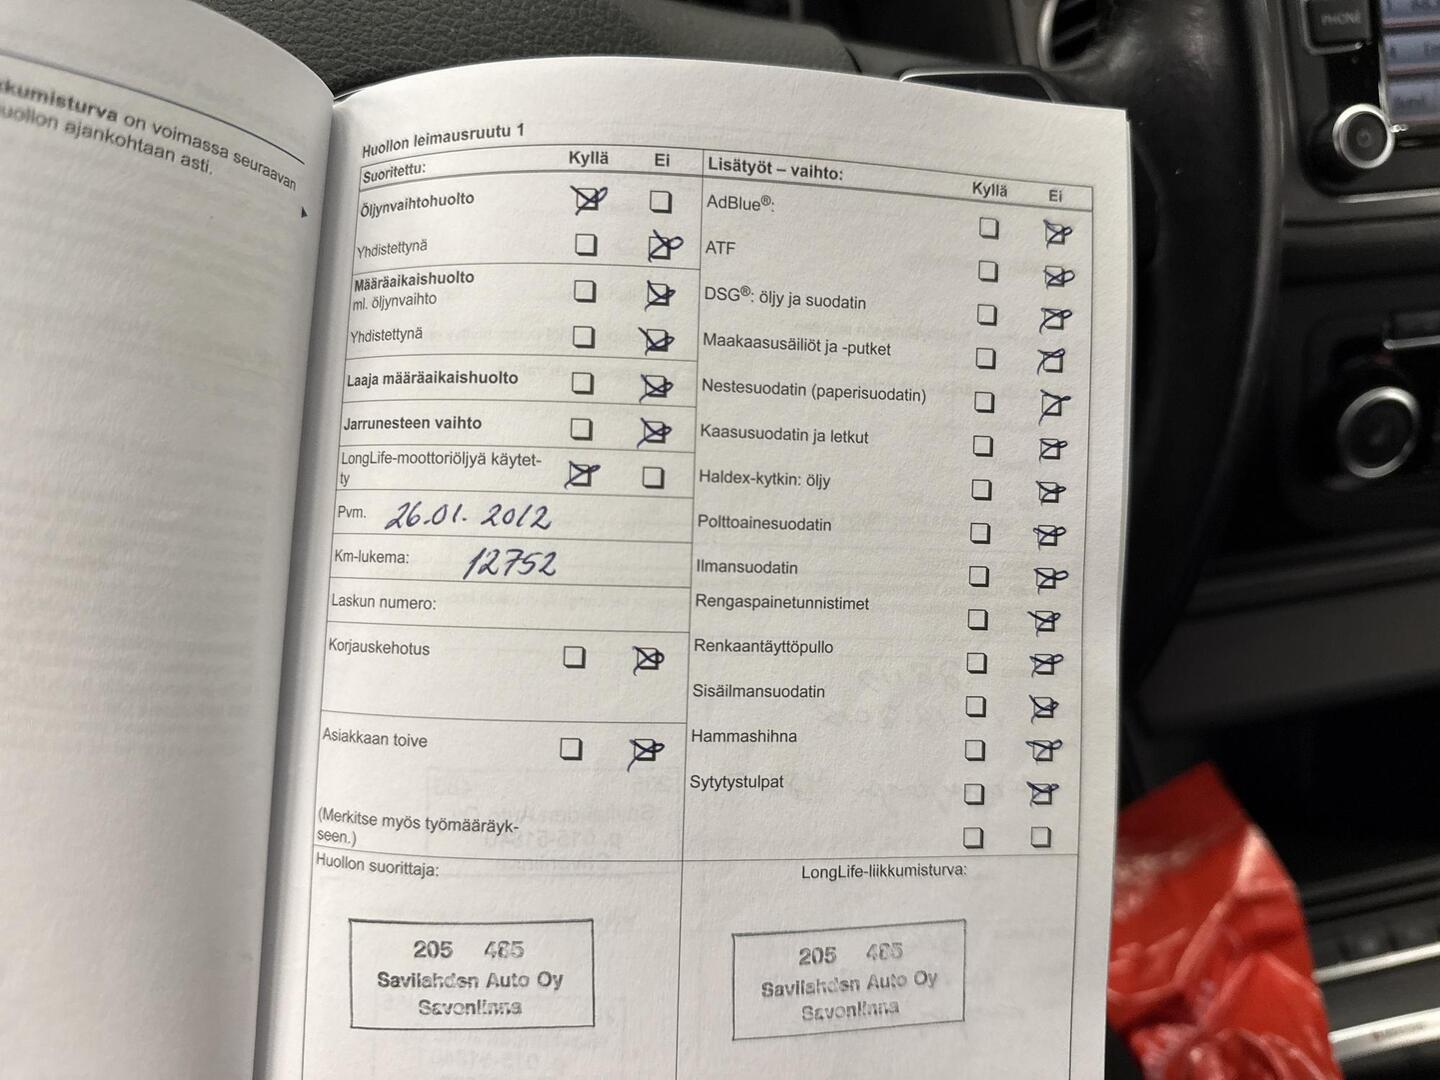 kkumisturva on voimassa seuraavan
uollon ajankohtaan asti.
Huollon leimausruutu 1
Suoritettu: Kyllä Ei
Öljynvaihtohuolto
Yhdistettynä
Määräaikaishuolto
ml. öljynvaihto
Yhdistettynä
Laaja määräaikaishuolto
Jarrunesteen vaihto
LongLife-moottoriöljyä käytet-
ty
Pvm. 26.01.2012
Km-lukema: 12752
Laskun numero:
Korjauskehotus
Asiakkaan toive
(Merkitse myös työmääräyk-
seen.)
Huollon suorittaja:
205 485
Savilahden Auto Oy
Savonlinna
Lisätyöt – vaihto: Kyllä Ei
AdBlue®:
ATF
DSG®: öljy ja suodatin
Maakaasusäiliöt ja -putket
Nestesuodatin (paperisuodatin)
Kaasusuodatin ja letkut
Haldex-kytkin: öljy
Polttoainesuodatin
Ilmansuodatin
Rengaspainetunnistimet
Renkaantäyttöpullo
Sisäilmansuodatin
Hammashihna
Sytytystulpat
LongLife-liikkumisturva:
205 485
Savilahden Auto Oy
Savonlinna
PHONE